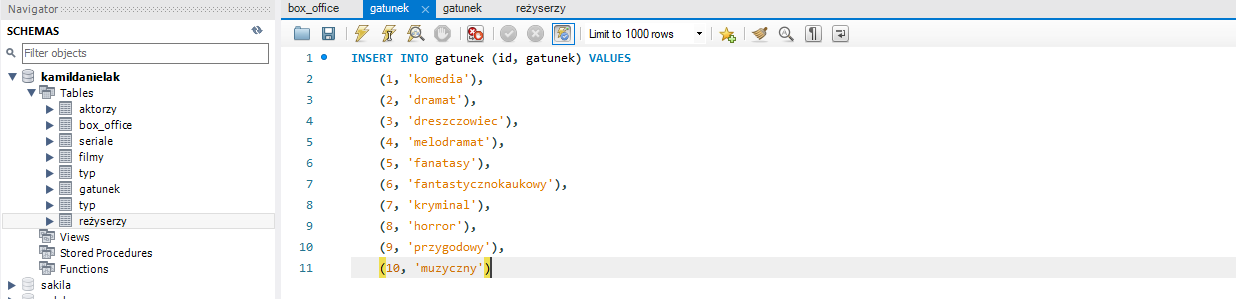 Navigator
SCHEMAS
Filter objects
kamildanielak
Tables
aktorzy
box_office
seriale
filmy
typ
gatunek
typ
reżyserzy
Views
Stored Procedures
Functions
sakila
box_office
gatunek
gatunek
reżyserzy
Limit to 1000 rows
1 INSERT INTO gatunek (id, gatunek) VALUES
2 (1, 'komedia'),
3 (2, 'dramat'),
4 (3, 'dreszczowiec'),
5 (4, 'melodramat'),
6 (5, 'fanatasy'),
7 (6, 'fantastycznokaukowy'),
8 (7, 'kryminal'),
9 (8, 'horror'),
10 (9, 'przygodowy'),
11 (10, 'muzyczny')